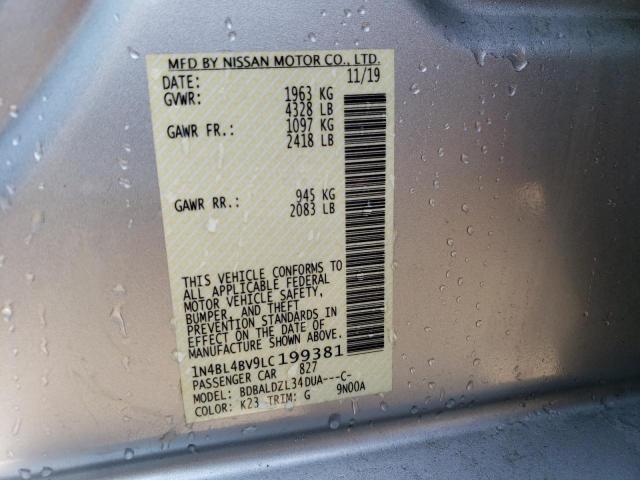 MFD BY NISSAN MOTOR CO., LTD.
DATE: 11/19
GVWR: 1963 KG
4328 LB
GAWR FR.: 1097 KG
2418 LB
GAWR RR.: 945 KG
2083 LB
THIS VEHICLE CONFORMS TO
ALL APPLICABLE FEDERAL
MOTOR VEHICLE SAFETY,
BUMPER, AND THEFT
PREVENTION STANDARDS IN
EFFECT ON THE DATE OF
MANUFACTURE SHOWN ABOVE.
1N4BL4BV9LC199381
PASSENGER CAR 827
MODEL: BDBALDZL34DUA---C-
COLOR: K23 TRIM: G 9N00A